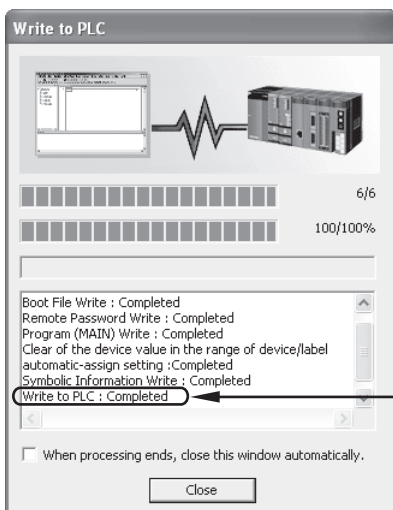 Write to PLC
6/6
100/100%
Boot File Write : Completed
Remote Password Write : Completed
Program (MAIN) Write : Completed
Clear of the device value in the range of device/label
automatic-assign setting :Completed
Symbolic Information Write : Completed
Write to PLC : Completed
When processing ends, close this window automatically.
Close